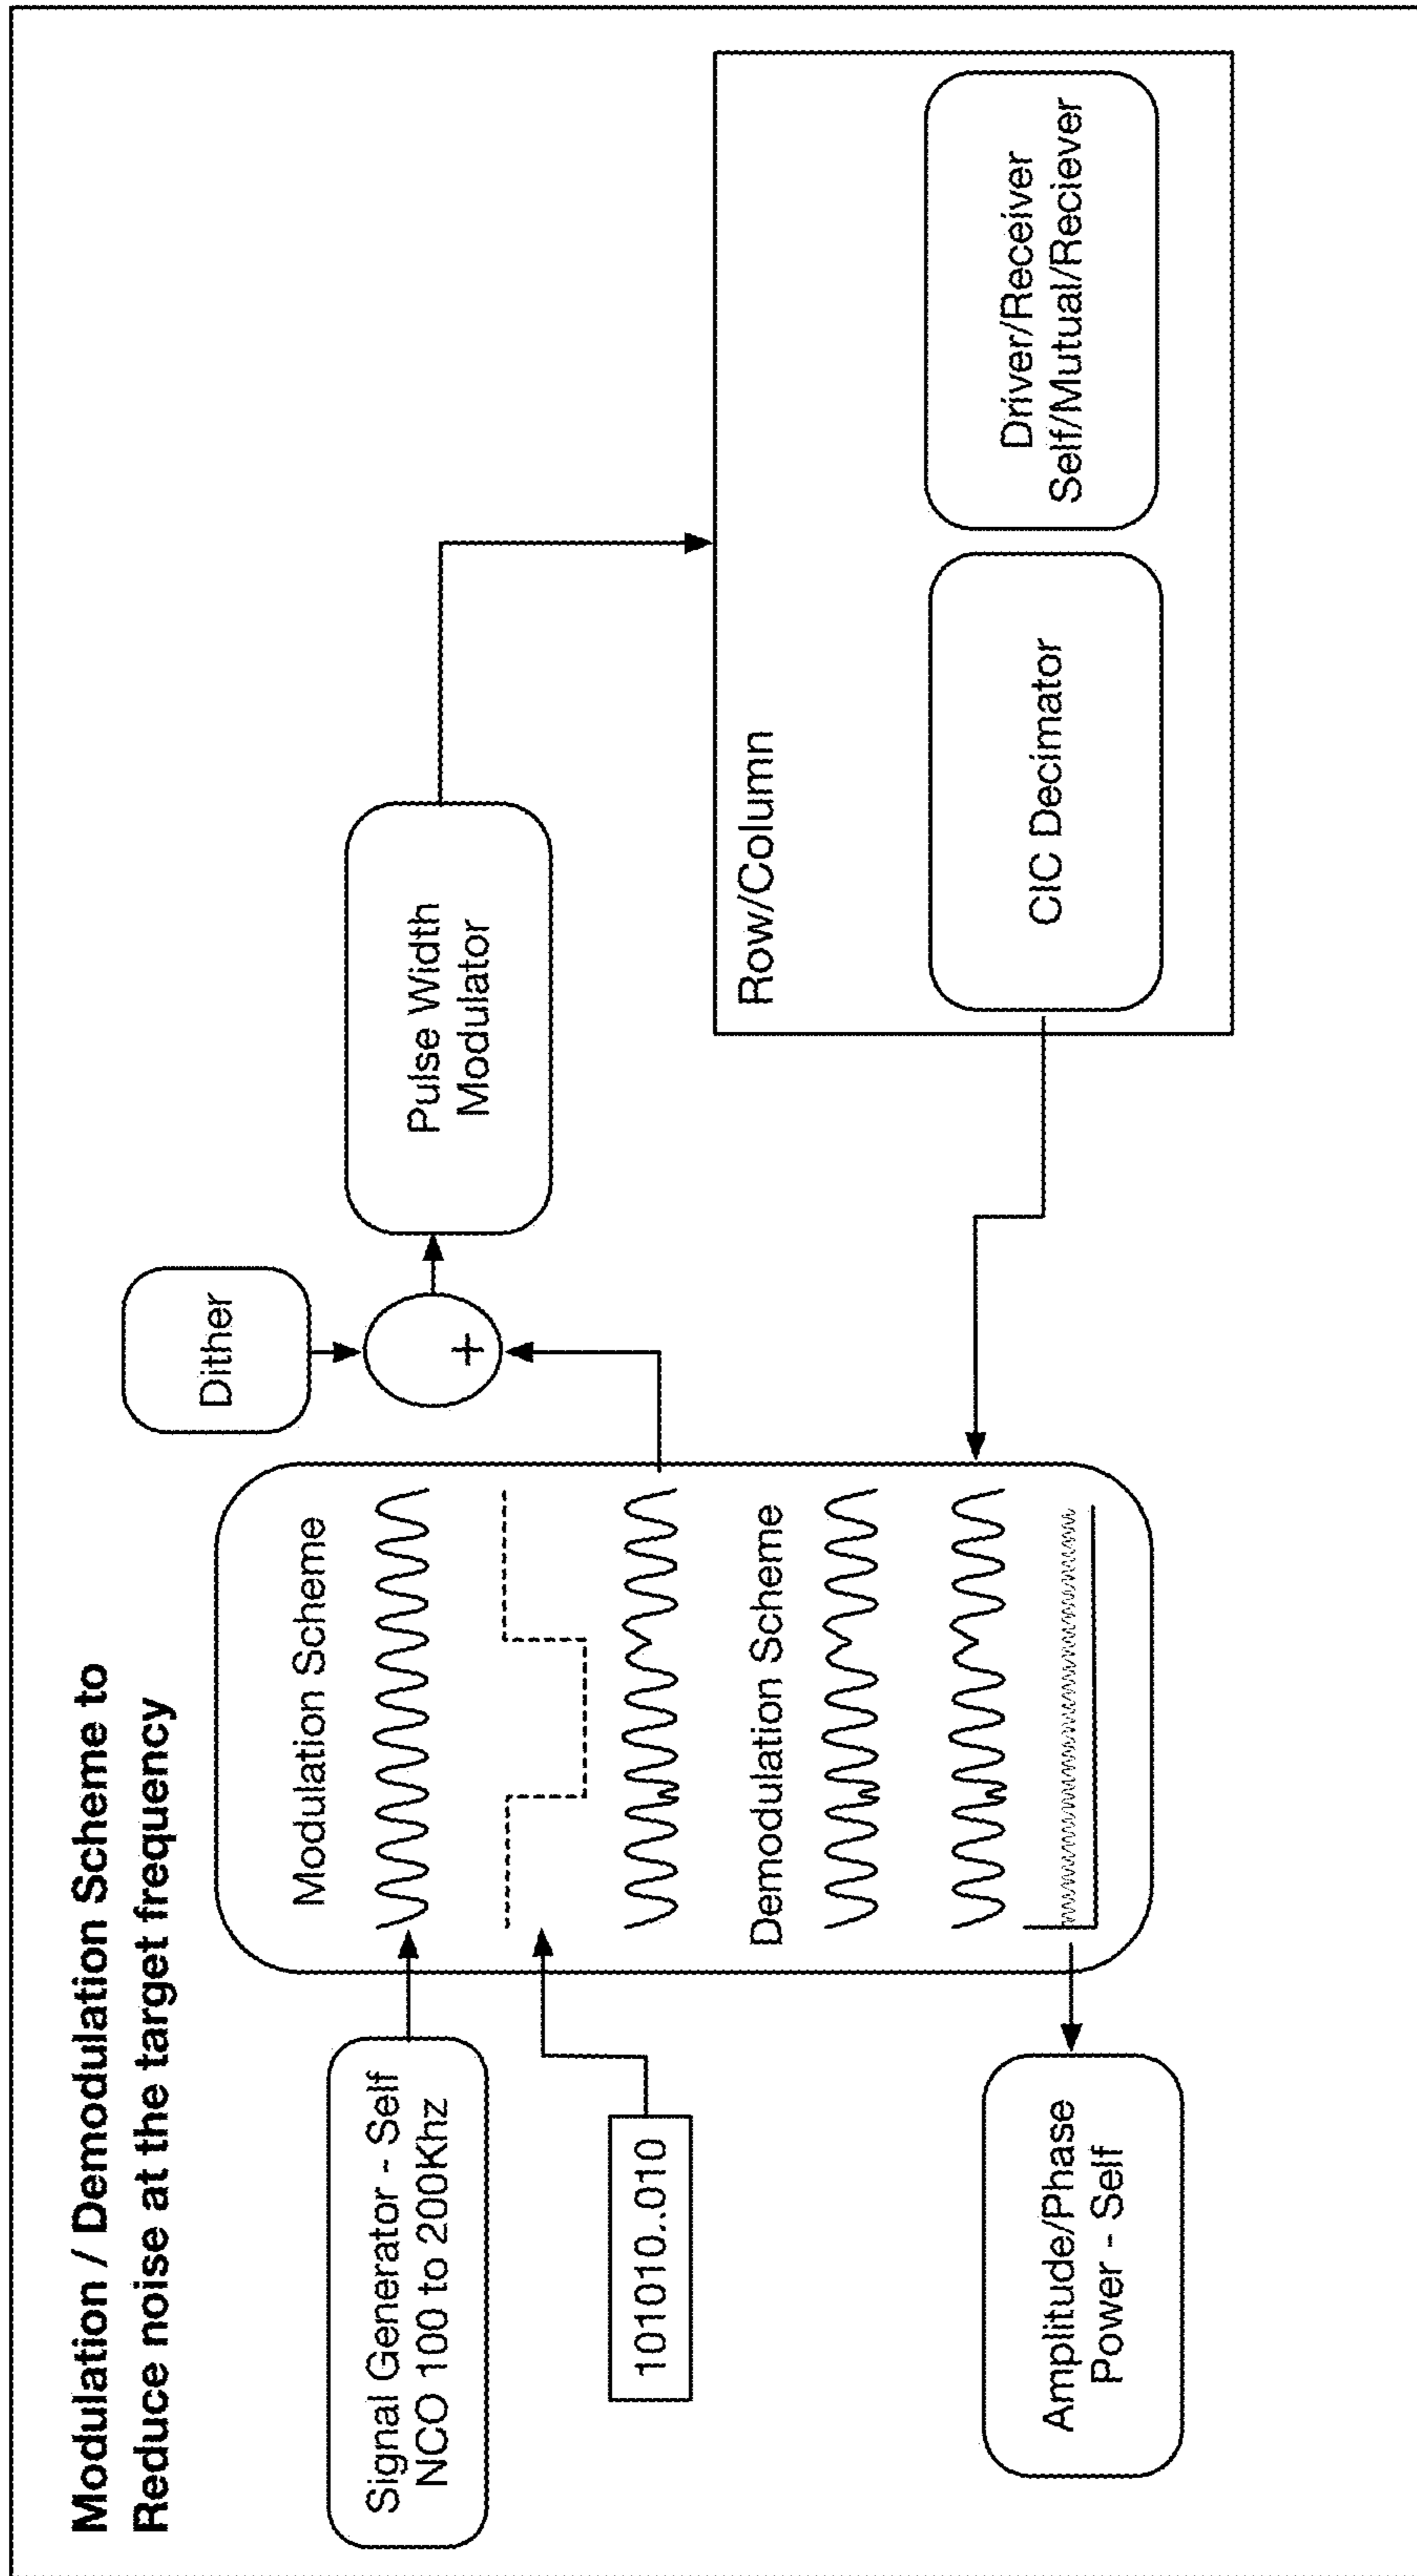 Modulation / Demodulation Scheme to
Reduce noise at the target frequency
Signal Generator - Self
NCO 100 to 200Khz
101010..010
Amplitude/Phase
Power - Self
Modulation Scheme
Demodulation Scheme
Dither
+
Pulse Width
Modulator
Row/Column
CIC Decimator
Driver/Receiver
Self/Mutual/Reciever